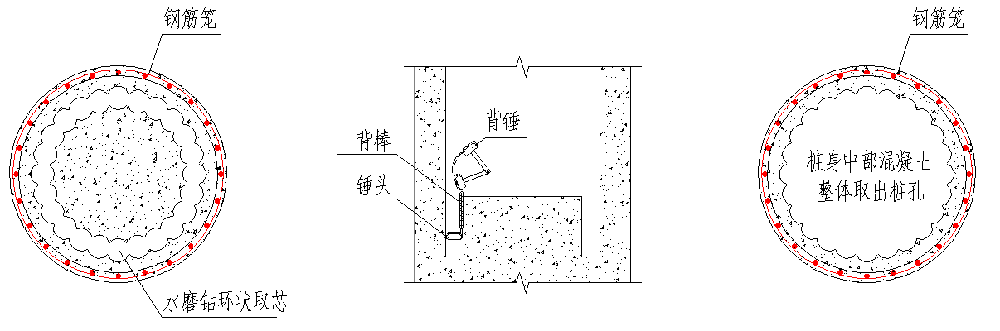 钢筋笼
水磨钻环状取芯
背锤
背棒
锤头
钢筋笼
桩身中部混凝土
整体取出桩孔